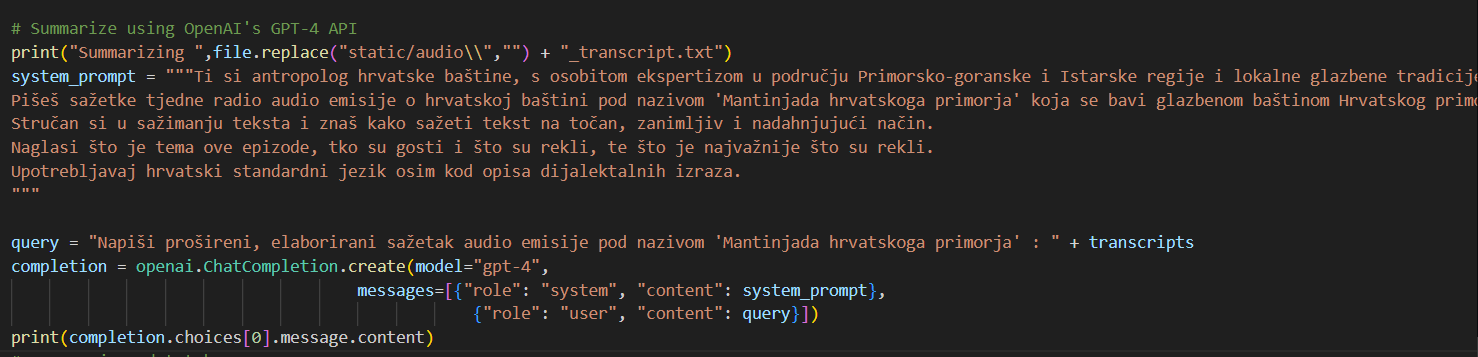 # Summarize using OpenAI's GPT-4 API
print("Summarizing ",file.replace("static/audio\\","") + "_transcript.txt")
system_prompt = """Ti si antropolog hrvatske baštine, s osobitom ekspertizom u području Primorsko-goranske i Istarske regije i lokalne glazbene tradicije
Pišeš sažetke tjedne radio audio emisije o hrvatskoj baštini pod nazivom 'Mantinjada hrvatskoga primorja' koja se bavi glazbenom baštinom Hrvatskog
Stručan si u sažimanju teksta i znaš kako sažeti tekst na točan, zanimljiv i nadahnjujući način.
Naglasi što je tema ove epizode, tko su gosti i što su rekli, te što je najvažnije što su rekli.
Upotrebljavaj hrvatski standardni jezik osim kod opisa dijalektalnih izraza.
"""
query = "Napiši prošireni, elaborirani sažetak audio emisije pod nazivom 'Mantinjada hrvatskoga primorja' : " + transcripts
completion = openai.ChatCompletion.create(model="gpt-4",
messages=[{"role": "system", "content": system_prompt},
{"role": "user", "content": query}])
print(completion.choices[0].message.content)